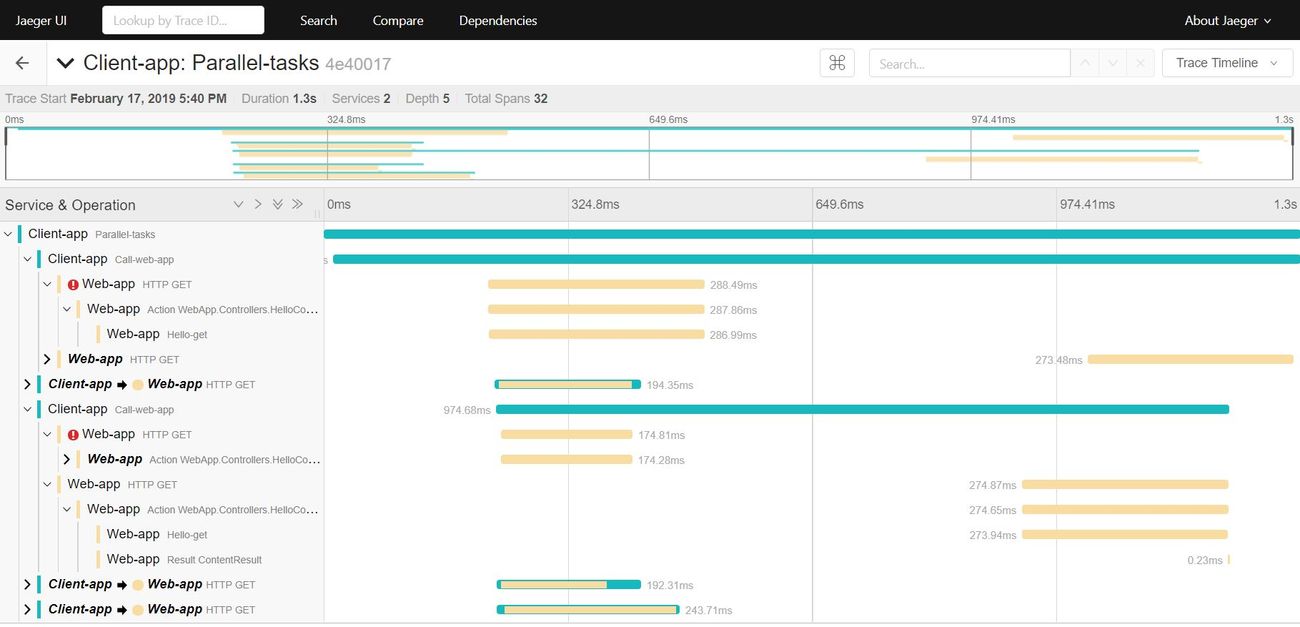 Jaeger UI Lookup by Trace ID... Search Compare Dependencies About Jaeger
Client-app: Parallel-tasks 4e40017 ⌘ Search... Trace Timeline
Trace Start February 17, 2019 5:40 PM Duration 1.3s Services 2 Depth 5 Total Spans 32
0ms 324.8ms 649.6ms 974.41ms 1.3s
Service & Operation 0ms 324.8ms 649.6ms 974.41ms 1.3s
Client-app Parallel-tasks
Client-app Call-web-app s
Web-app HTTP GET 288.49ms
Web-app Action WebApp.Controllers.HelloCo... 287.86ms
Web-app Hello-get 286.99ms
Web-app HTTP GET 273.48ms
Client-app Web-app HTTP GET 194.35ms
Client-app Call-web-app 974.68ms
Web-app HTTP GET 174.81ms
Web-app Action WebApp.Controllers.HelloCo... 174.28ms
Web-app HTTP GET 274.87ms
Web-app Action WebApp.Controllers.HelloCo... 274.65ms
Web-app Hello-get 273.94ms
Web-app Result ContentResult 0.23ms
Client-app Web-app HTTP GET 192.31ms
Client-app Web-app HTTP GET 243.71ms